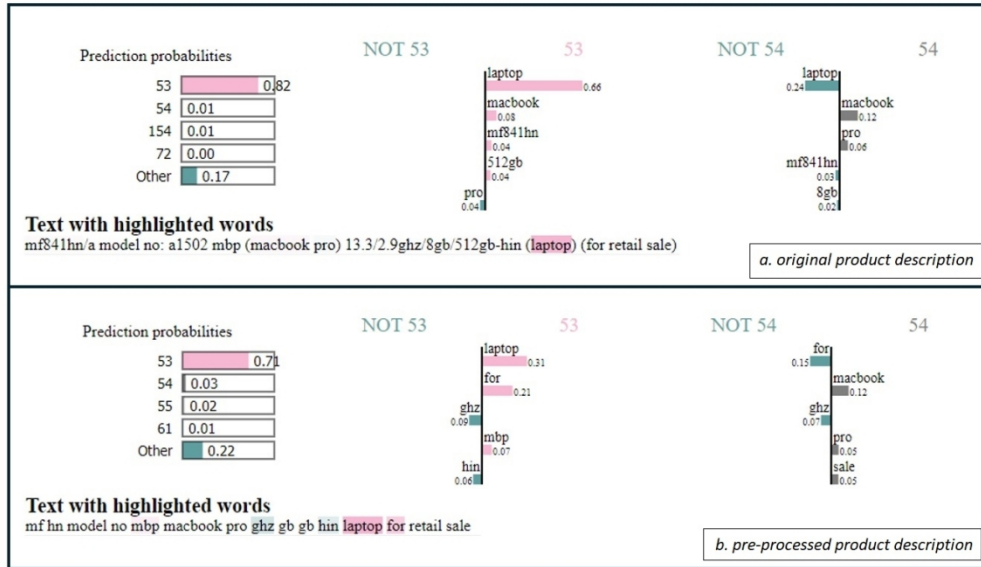 NOT 53 53 NOT 54 54
Prediction probabilities
53 0.82
54 0.01
154 0.01
72 0.00
Other 0.17
laptop
0.66
macbook
0.08
mf841hn
0.04
512gb
0.04
pro
0.04
laptop
0.24
macbook
0.12
pro
0.06
mf841hn
0.03
8gb
0.02
Text with highlighted words
mf841hn/a model no: a1502 mbp (macbook pro) 13.3/2.9ghz/8gb/512gb-hin (laptop) (for retail sale)
a. original product description
NOT 53 53 NOT 54 54
Prediction probabilities
53 0.71
54 0.03
55 0.02
61 0.01
Other 0.22
laptop
0.31
for
0.21
ghz
0.09
mbp
0.07
hin
0.06
for
0.15
macbook
0.12
ghz
0.07
pro
0.05
sale
0.05
Text with highlighted words
mf hn model no mbp macbook pro ghz gb gb hin laptop for retail sale
b. pre-processed product description